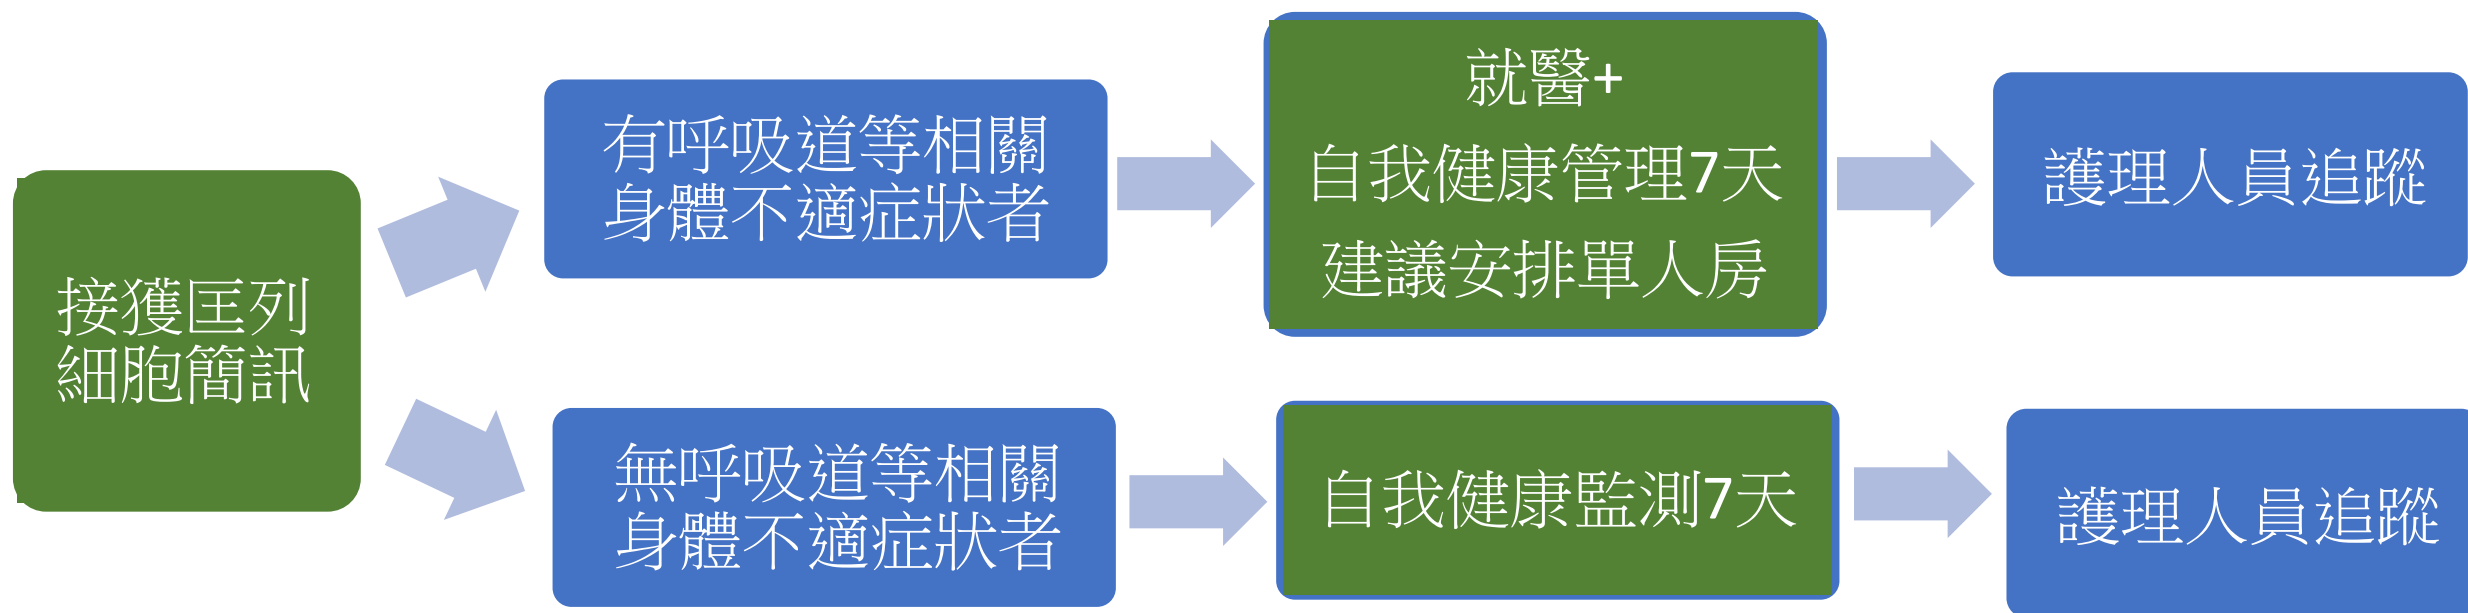 接獲匡列
細胞簡訊
有呼吸道等相關
身體不適症狀者
就醫+
自我健康管理7天
建議安排單人房
護理人員追蹤
無呼吸道等相關
身體不適症狀者
自我健康監測7天
護理人員追蹤